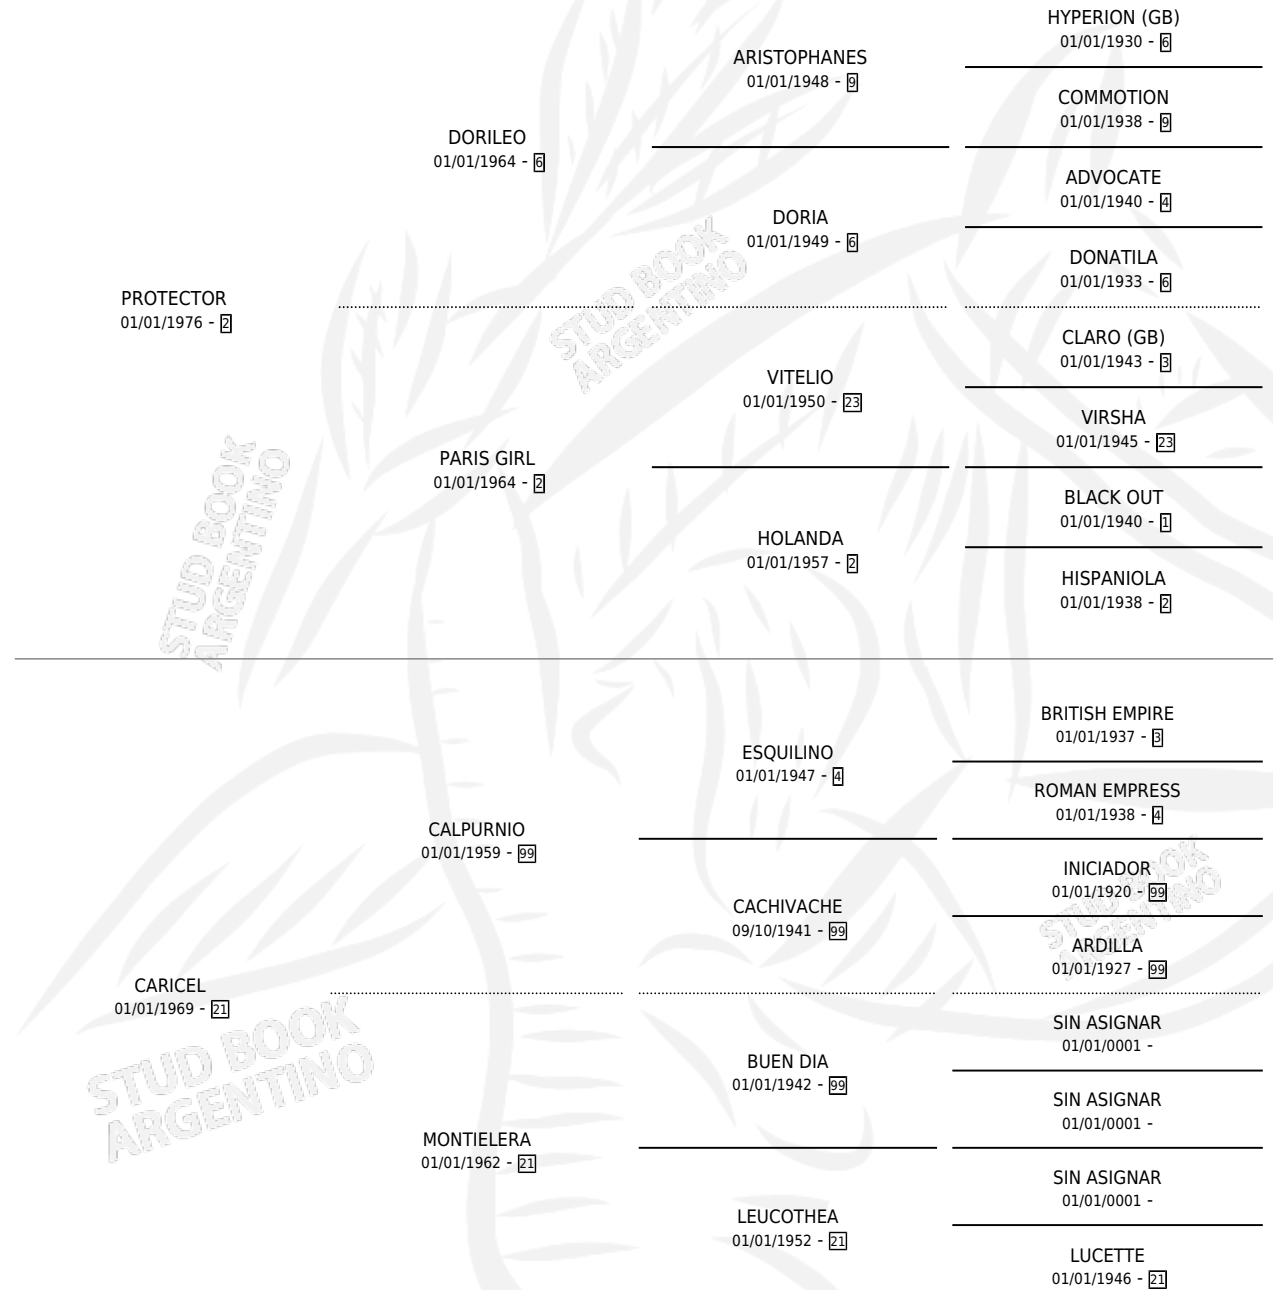 HYPERION (GB)
01/01/1930 - 6
ARISTOPHANES
01/01/1948 - 9
COMMOTION
01/01/1938 - 9
DORILEO
01/01/1964 - 6
ADVOCATE
01/01/1940 - 4
DORIA
01/01/1949 - 6
DONATILA
01/01/1933 - 6
PROTECTOR
01/01/1976 - 2
CLARO (GB)
01/01/1943 - 3
VITELIO
01/01/1950 - 23
VIRSHA
01/01/1945 - 23
PARIS GIRL
01/01/1964 - 2
BLACK OUT
01/01/1940 - 1
HOLANDA
01/01/1957 - 2
HISPANIOLA
01/01/1938 - 2
BRITISH EMPIRE
01/01/1937 - 3
ESQUILINO
01/01/1947 - 4
ROMAN EMPRESS
01/01/1938 - 4
CALPURNIO
01/01/1959 - 99
INICIADOR
01/01/1920 - 99
CACHIVACHE
09/10/1941 - 99
ARDILLA
01/01/1927 - 99
CARICEL
01/01/1969 - 21
SIN ASIGNAR
01/01/0001 -
BUEN DIA
01/01/1942 - 99
SIN ASIGNAR
01/01/0001 -
MONTIELERA
01/01/1962 - 21
SIN ASIGNAR
01/01/0001 -
LEUCOTHEA
01/01/1952 - 21
LUCETTE
01/01/1946 - 21
STUD BOOK
ARGENTINO
STUD BOOK
ARGENTINO
STUD BOOK
ARGENTINO
STUD BOOK
ARGENTINO